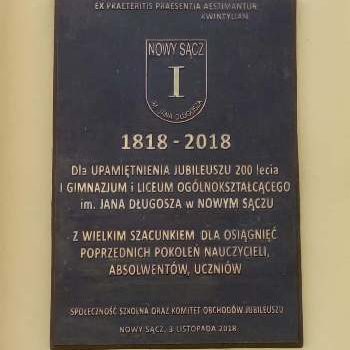 EX PRAETERITIS PRAESENTIA AESTIMANTUR
KWINTYLIAN
NOWY SĄCZ
I
IM. JANA DŁUGOSZA
1818 - 2018
Dla UPAMIĘTNIENIA JUBILEUSZU 200 lecia
I GIMNAZJUM i LICEUM OGÓLNOKSZTAŁCĄCEGO
im. JANA DŁUGOSZA w NOWYM SĄCZU
Z WIELKIM SZACUNKIEM DLA OSIĄGNIĘĆ
POPRZEDNICH POKOLEŃ NAUCZYCIELI,
ABSOLWENTÓW, UCZNIÓW
SPOŁECZNOŚĆ SZKOLNA ORAZ KOMITET OBCHODÓW JUBILEUSZU
NOWY SĄCZ, 3 LISTOPADA 2018